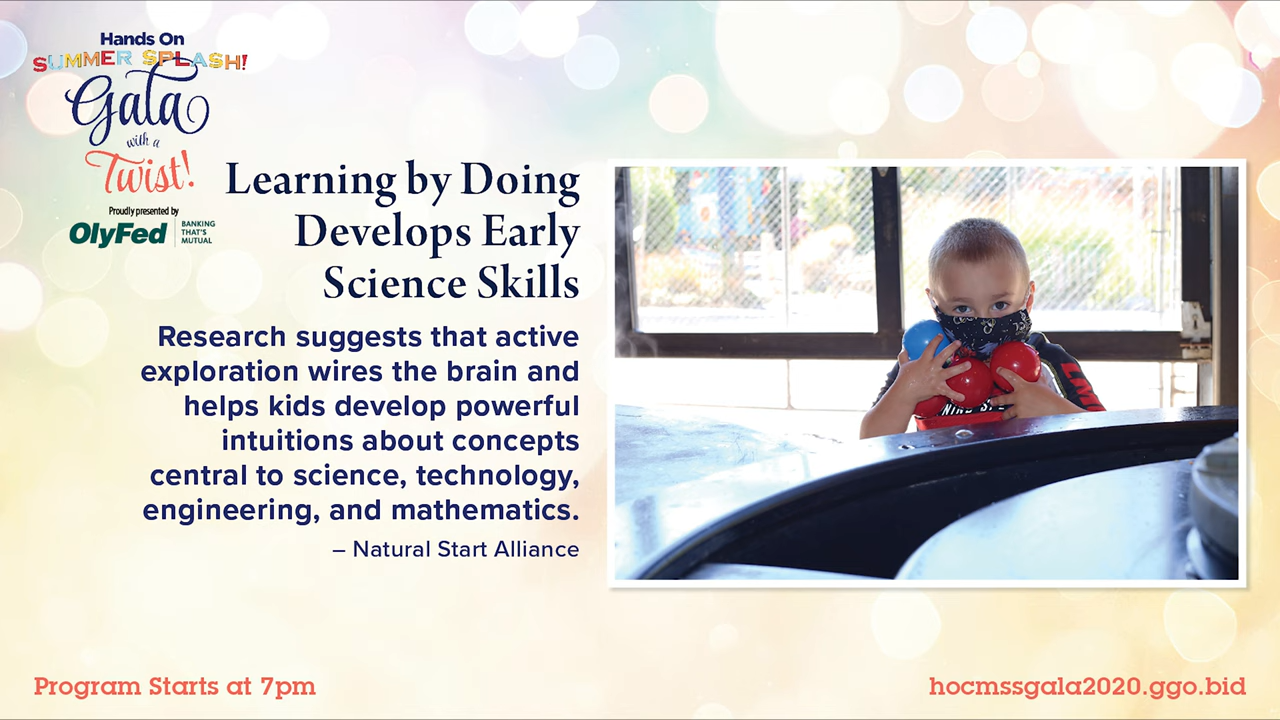 Hands On
SUMMER SPLASH!
Gala
with a
Twist!
Proudly presented by
OlyFed
BANKING
THAT'S
MUTUAL
Learning by Doing
Develops Early
Science Skills
Research suggests that active
exploration wires the brain and
helps kids develop powerful
intuitions about concepts
central to science, technology,
engineering, and mathematics.
– Natural Start Alliance
Program Starts at 7pm
hocmssgala2020.ggo.bid